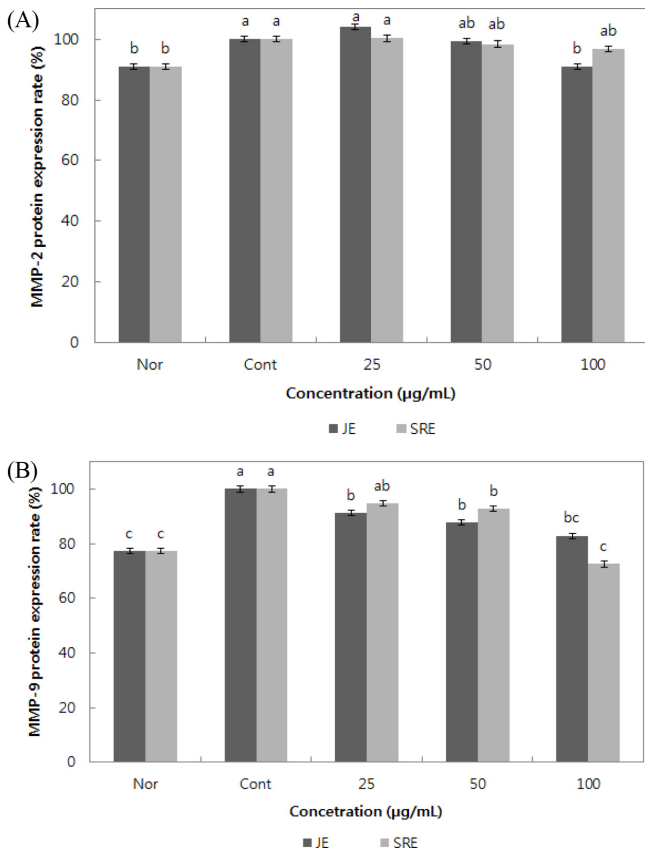 (A)
MMP-2 protein expression rate (%)
100
80
60
40
20
0
b b a a a a ab ab b ab
Nor Cont 25 50 100
Concentration (µg/mL)
JE SRE
(B)
MMP-9 protein expression rate (%)
100
80
60
40
20
0
c c a a b ab b b bc c
Nor Cont 25 50 100
Concetration (µg/mL)
JE SRE